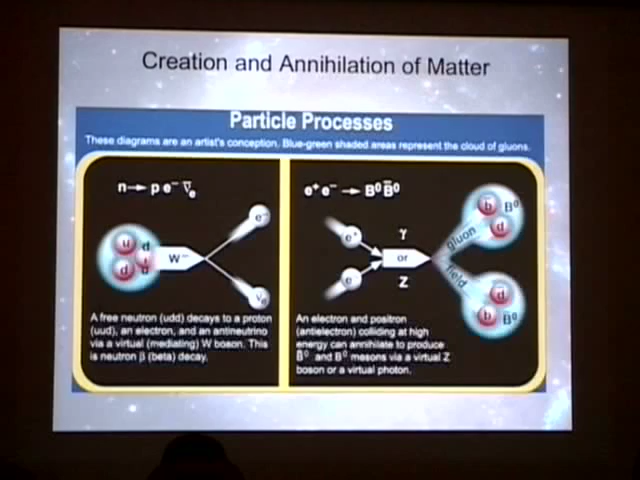 Creation and Annihilation of Matter
Particle Processes
These diagrams are an artist's conception. Blue-green shaded areas represent the cloud of gluons.
n→ p e⁻ ν̅ₑ
u d
d u
W⁻
e⁻
ν̅ₑ
A free neutron (udd) decays to a proton
(uud), an electron, and an antineutrino
via a virtual (mediating) W boson. This
is neutron β (beta) decay.
e⁺ e⁻ → B⁰ B̅⁰
e⁺
e⁻
γ
or
Z
gluon
field
b̅ B⁰
d
d̅
b B̅⁰
An electron and positron
(antielectron) colliding at high
energy can annihilate to produce
B̅⁰ and B⁰ mesons via a virtual Z
boson or a virtual photon.